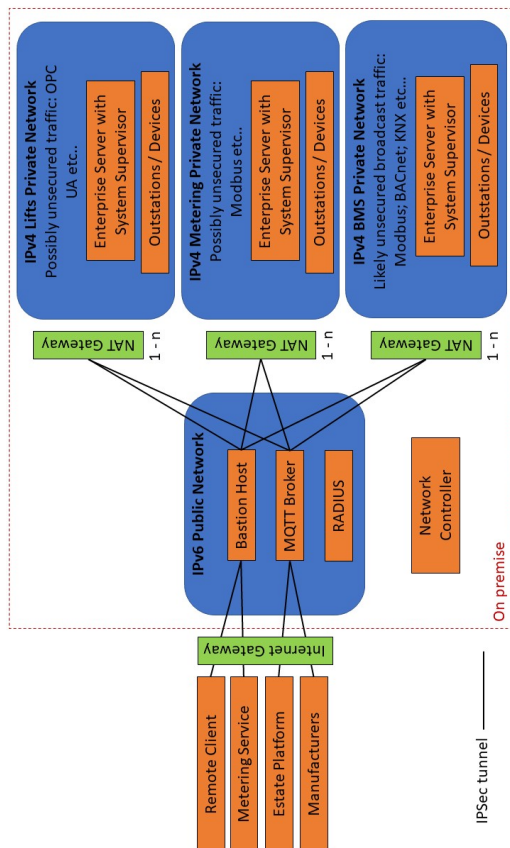 Remote Client
Metering Service
Estate Platform
Manufacturers
Internet Gateway
IPv6 Public Network
Bastion Host
MQTT Broker
RADIUS
Network
Controller
NAT Gateway
1 - n
NAT Gateway
1 - n
NAT Gateway
1 - n
IPv4 Lifts Private Network
Possibly unsecured traffic: OPC
UA etc..
Enterprise Server with
System Supervisor
Outstations / Devices
IPv4 Metering Private Network
Possibly unsecured traffic:
Modbus etc..
Enterprise Server with
System Supervisor
Outstations / Devices
IPv4 BMS Private Network
Likely unsecured broadcast traffic:
Modbus; BACnet; KNX etc...
Enterprise Server with
System Supervisor
Outstations / Devices
On premise
IPSec tunnel